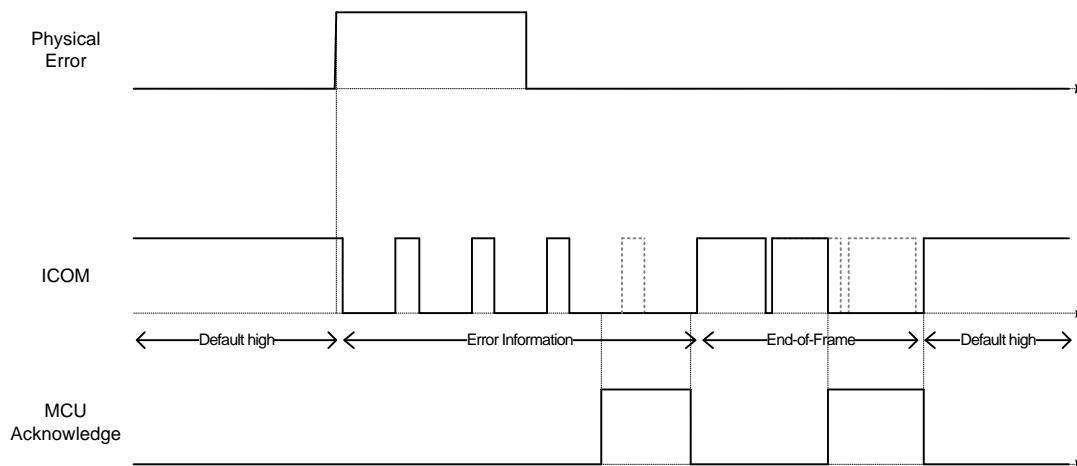 Physical
Error
ICOM
Default high
Error Information
End-of-Frame
Default high
MCU
Acknowledge